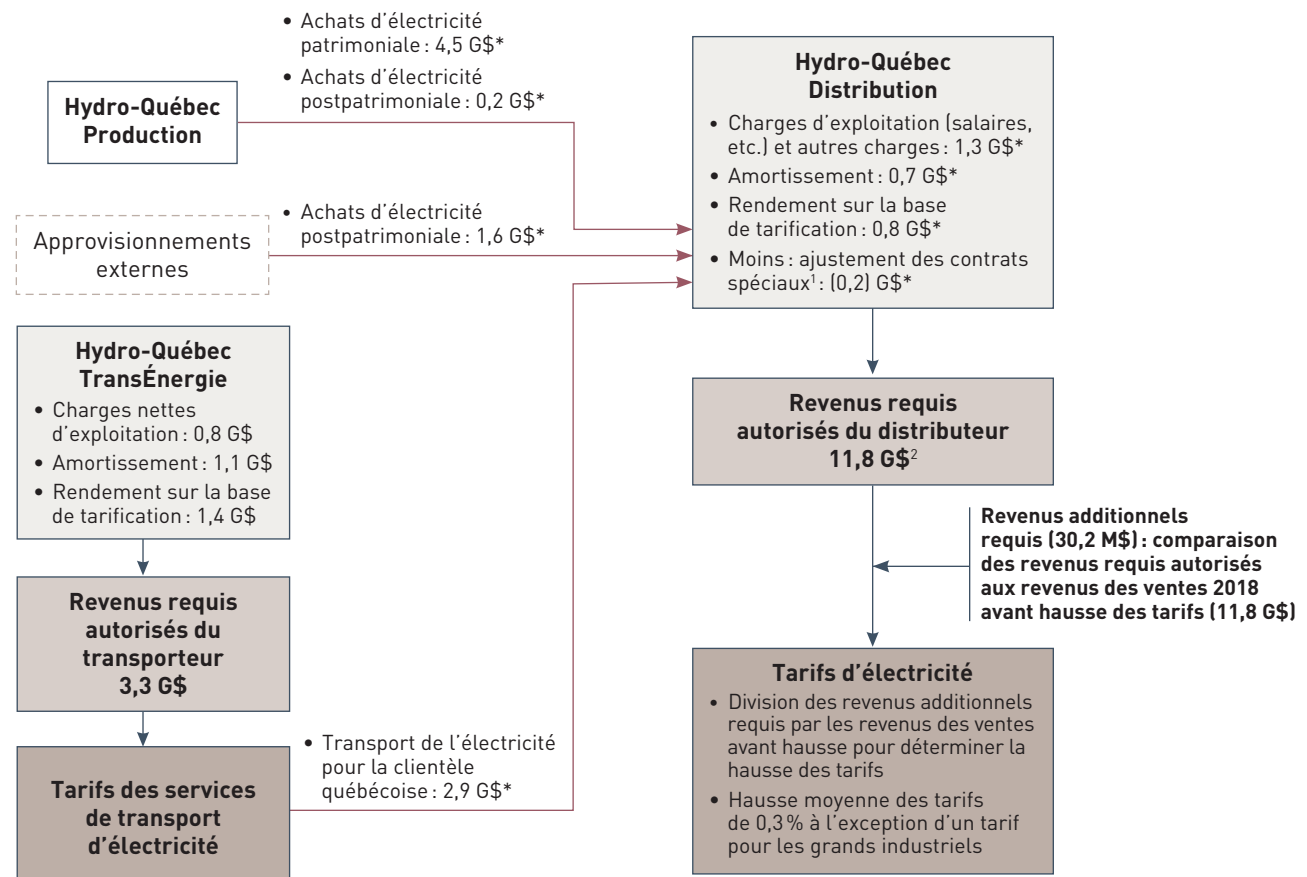 Hydro-Québec
Production
• Achats d'électricité
patrimoniale : 4,5 G$*
• Achats d'électricité
postpatrimoniale : 0,2 G$*
Approvisionnements
externes
• Achats d'électricité
postpatrimoniale : 1,6 G$*
Hydro-Québec
TransÉnergie
• Charges nettes
d'exploitation : 0,8 G$
• Amortissement : 1,1 G$
• Rendement sur la base
de tarification : 1,4 G$
Revenus requis
autorisés du
transporteur
3,3 G$
Tarifs des services
de transport
d'électricité
• Transport de l'électricité
pour la clientèle
québécoise : 2,9 G$*
Hydro-Québec
Distribution
• Charges d'exploitation (salaires,
etc.) et autres charges : 1,3 G$*
• Amortissement : 0,7 G$*
• Rendement sur la base
de tarification : 0,8 G$*
• Moins : ajustement des contrats
spéciaux¹ : (0,2) G$*
Revenus requis
autorisés du distributeur
11,8 G$²
Revenus additionnels
requis (30,2 M$) : comparaison
des revenus requis autorisés
aux revenus des ventes 2018
avant hausse des tarifs (11,8 G$)
Tarifs d'électricité
• Division des revenus additionnels
requis par les revenus des ventes
avant hausse pour déterminer la
hausse des tarifs
• Hausse moyenne des tarifs
de 0,3 % à l'exception d'un tarif
pour les grands industriels